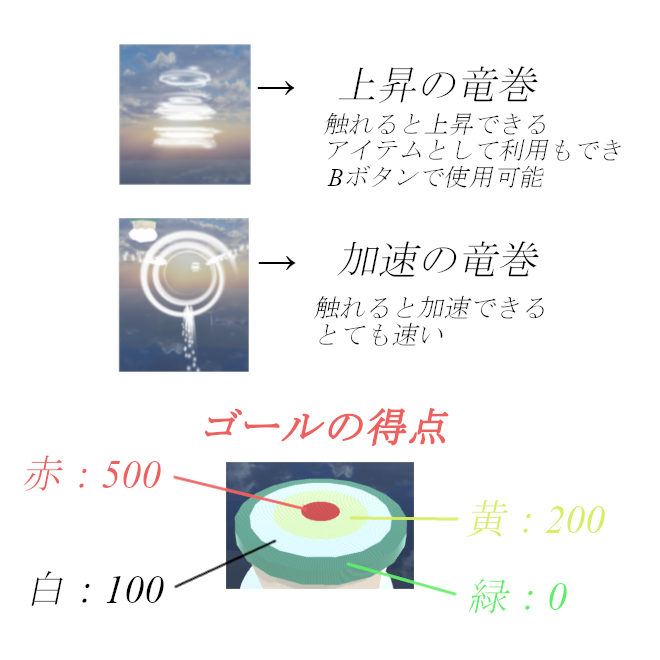 → 上昇の竜巻
触れると上昇できる
アイテムとして利用もでき
Bボタンで使用可能
→ 加速の竜巻
触れると加速できる
とても速い
ゴールの得点
赤：500
黄：200
白：100
緑：0